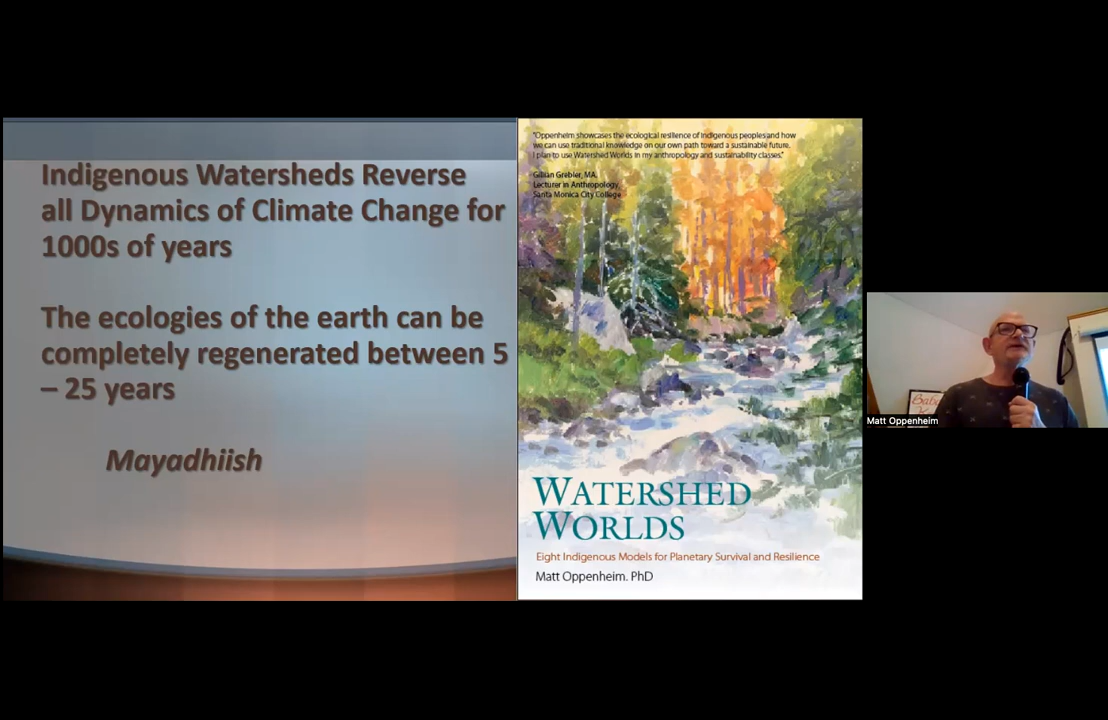 Indigenous Watersheds Reverse
all Dynamics of Climate Change for
1000s of years
The ecologies of the earth can be
completely regenerated between 5
– 25 years
Mayadhiish
"Oppenheim showcases the ecological resilience of indigenous peoples and how
we can use traditional knowledge on our own path toward a sustainable future.
I plan to use Watershed Worlds in my anthropology and sustainability classes."
Gillian Grebler, MA.
Lecturer in Anthropology,
Santa Monica City College
WATERSHED
WORLDS
Eight Indigenous Models for Planetary Survival and Resilience
Matt Oppenheim. PhD
Matt Oppenheim